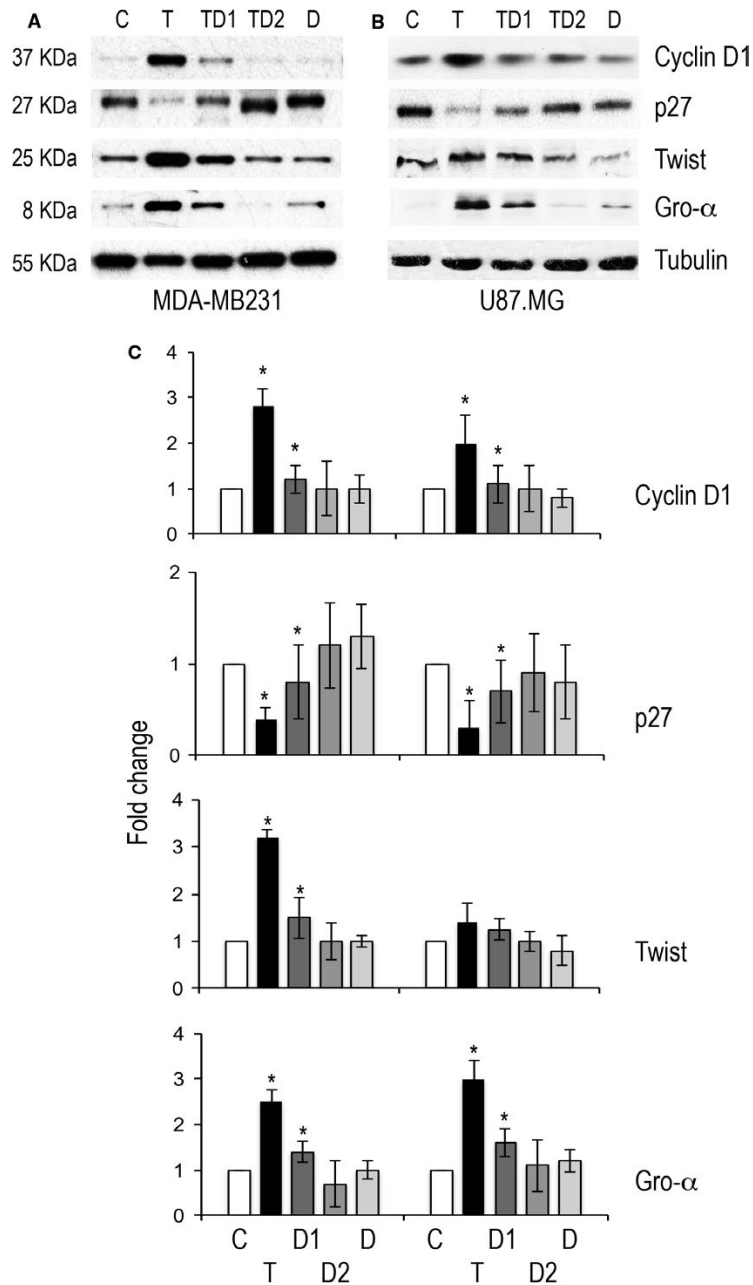 A C T TD1 TD2 D B C T TD1 TD2 D
37 KDa Cyclin D1
27 KDa p27
25 KDa Twist
8 KDa Gro-α
55 KDa Tubulin
MDA-MB231 U87.MG
C
Fold change
4
3
2
1
0
* * * *
Cyclin D1
2
1
0
* * * *
p27
4
3
2
1
0
* *
Twist
4
3
2
1
0
* * * *
Gro-α
C D1 D C D1 D
T D2 T D2